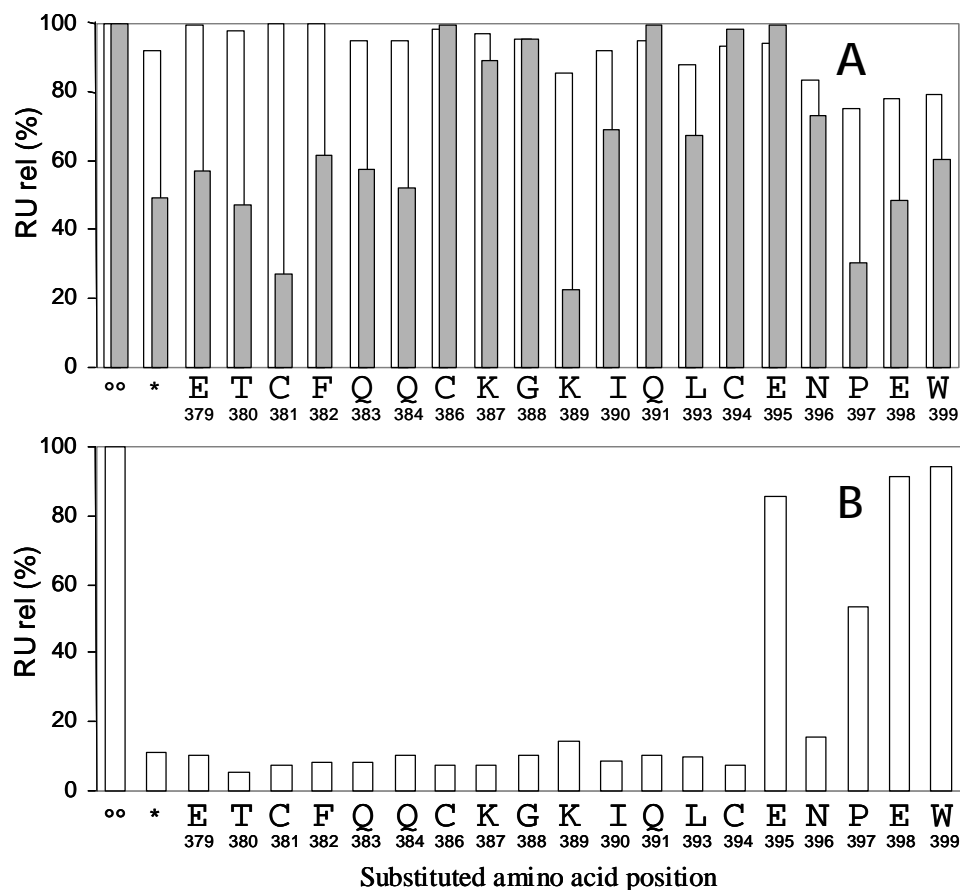 100
80
60
40
20
0
RU rel (%)
A
°° * E T C F Q Q C K G K I Q L C E N P E W
379 380 381 382 383 384 386 387 388 389 390 391 393 394 395 396 397 398 399
100
80
60
40
20
0
RU rel (%)
B
°° * E T C F Q Q C K G K I Q L C E N P E W
379 380 381 382 383 384 386 387 388 389 390 391 393 394 395 396 397 398 399
Substituted amino acid position